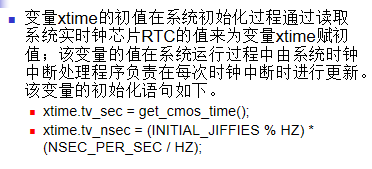 变量xtime的初值在系统初始化过程通过读取
系统实时钟芯片RTC的值来为变量xtime赋初
值；该变量的值在系统运行过程中由系统时钟
中断处理程序负责在每次时钟中断时进行更新。
该变量的初始化语句如下。
xtime.tv_sec = get_cmos_time();
xtime.tv_nsec = (INITIAL_JIFFIES % HZ) *
(NSEC_PER_SEC / HZ);